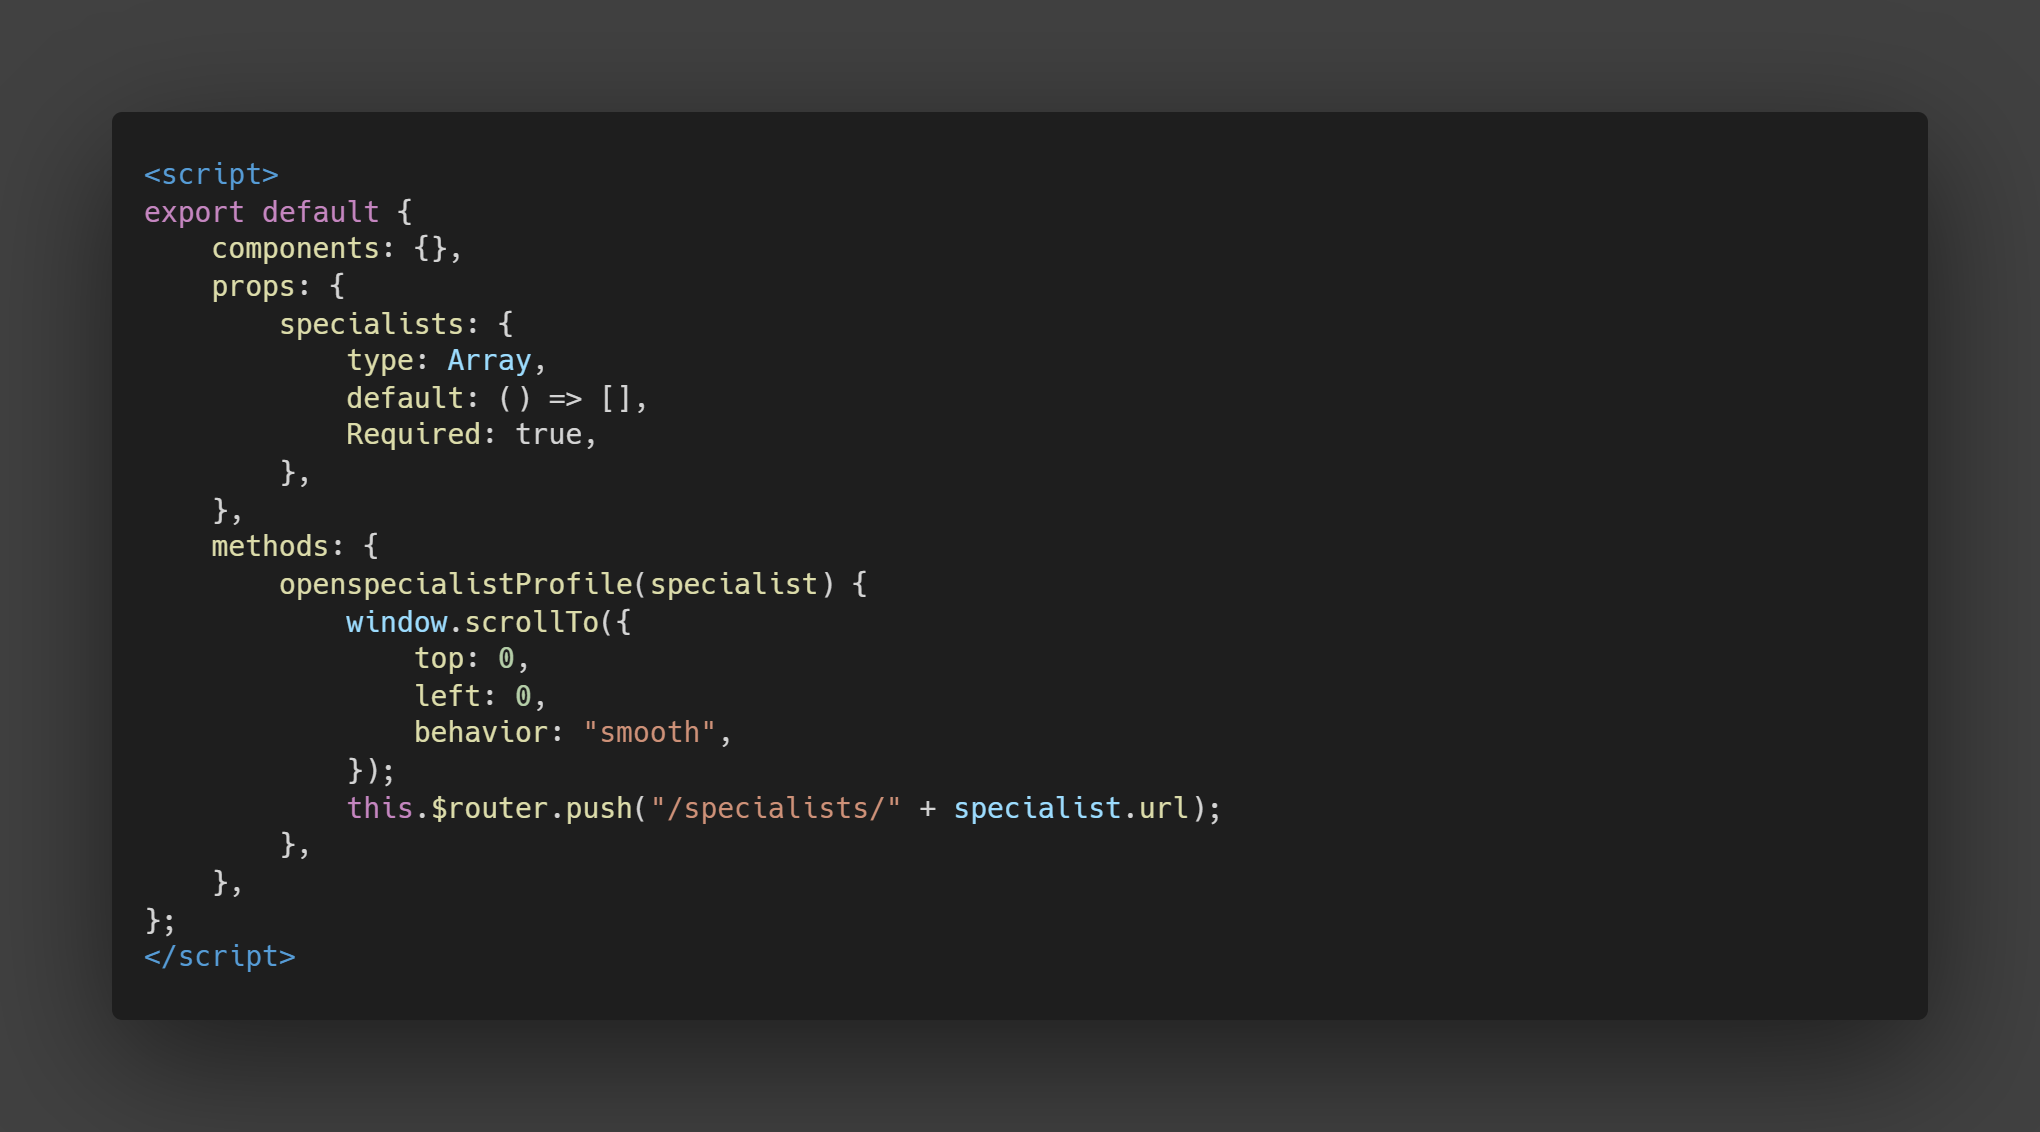 <script>
export default {
    components: {},
    props: {
        specialists: {
            type: Array,
            default: () => [],
            Required: true,
        },
    },
    methods: {
        openspecialistProfile(specialist) {
            window.scrollTo({
                top: 0,
                left: 0,
                behavior: "smooth",
            });
            this.$router.push("/specialists/" + specialist.url);
        },
    },
};
</script>